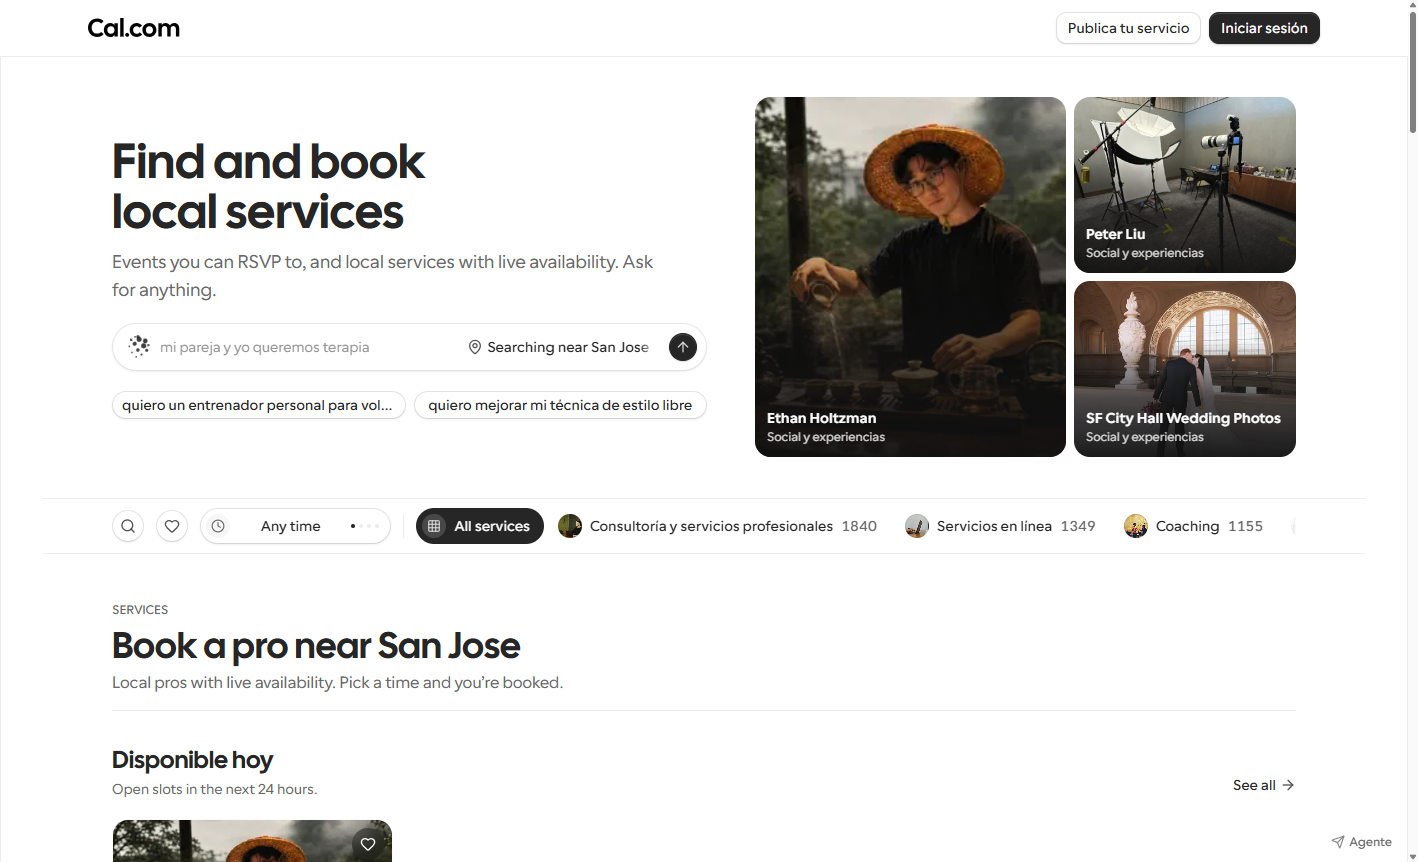 Cal.com
Publica tu servicio
Iniciar sesión
Find and book
local services
Events you can RSVP to, and local services with live availability. Ask
for anything.
mi pareja y yo queremos terapia
Searching near San Jose
quiero un entrenador personal para vol...
quiero mejorar mi técnica de estilo libre
Ethan Holtzman
Social y experiencias
Peter Liu
Social y experiencias
SF City Hall Wedding Photos
Social y experiencias
Any time
All services
Consultoría y servicios profesionales 1840
Servicios en línea 1349
Coaching 1155
SERVICES
Book a pro near San Jose
Local pros with live availability. Pick a time and you’re booked.
Disponible hoy
Open slots in the next 24 hours.
See all
Agente